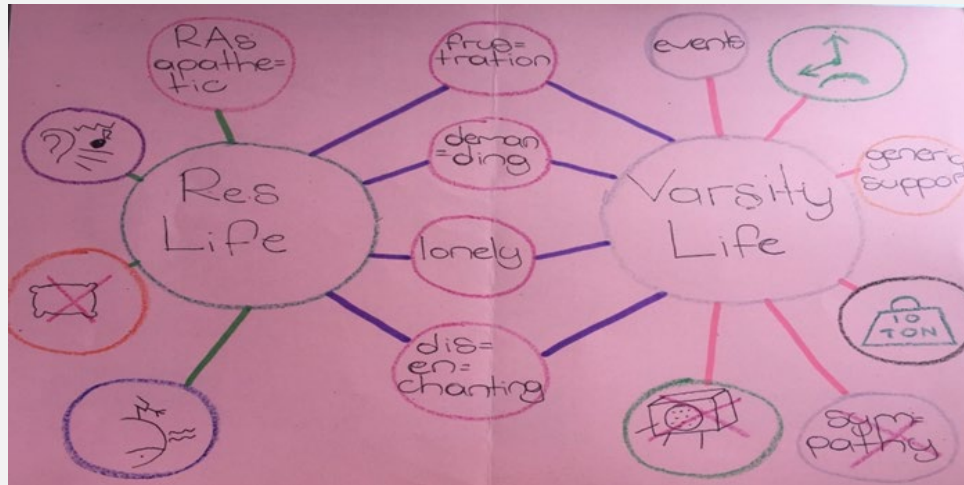 RAs
apathe=
tic
frus=
tration
events
deman
=ding
generic
suppor
Res
Life
Varsity
Life
lonely
10
TON
dis=
en=
chanting
sym=
pathy